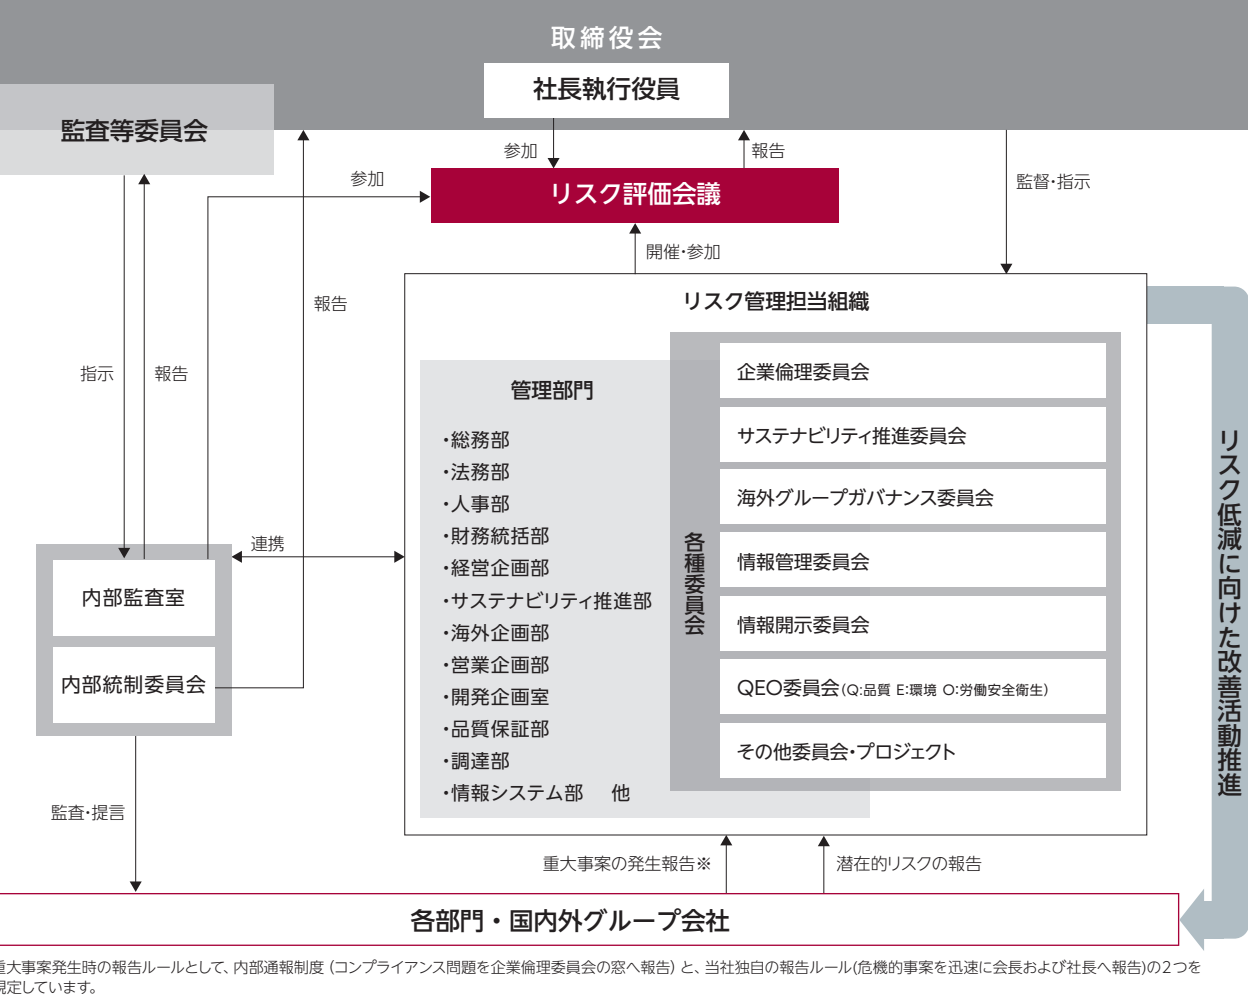 取締役会
社長執行役員
監査等委員会
参加
報告
参加
リスク評価会議
監督・指示
開催・参加
報告
リスク管理担当組織
指示
報告
管理部門
・総務部
・法務部
・人事部
・財務統括部
・経営企画部
・サステナビリティ推進部
・海外企画部
・営業企画部
・開発企画室
・品質保証部
・調達部
・情報システム部 他
各種委員会
企業倫理委員会
サステナビリティ推進委員会
海外グループガバナンス委員会
情報管理委員会
情報開示委員会
QEO委員会(Q:品質 E:環境 O:労働安全衛生)
その他委員会・プロジェクト
リスク低減に向けた改善活動推進
連携
内部監査室
内部統制委員会
監査・提言
重大事案の発生報告※
潜在的リスクの報告
各部門・国内外グループ会社
重大事案発生時の報告ルールとして、内部通報制度 (コンプライアンス問題を企業倫理委員会の窓へ報告) と、当社独自の報告ルール(危機的事案を迅速に会長および社長へ報告)の2つを
規定しています。